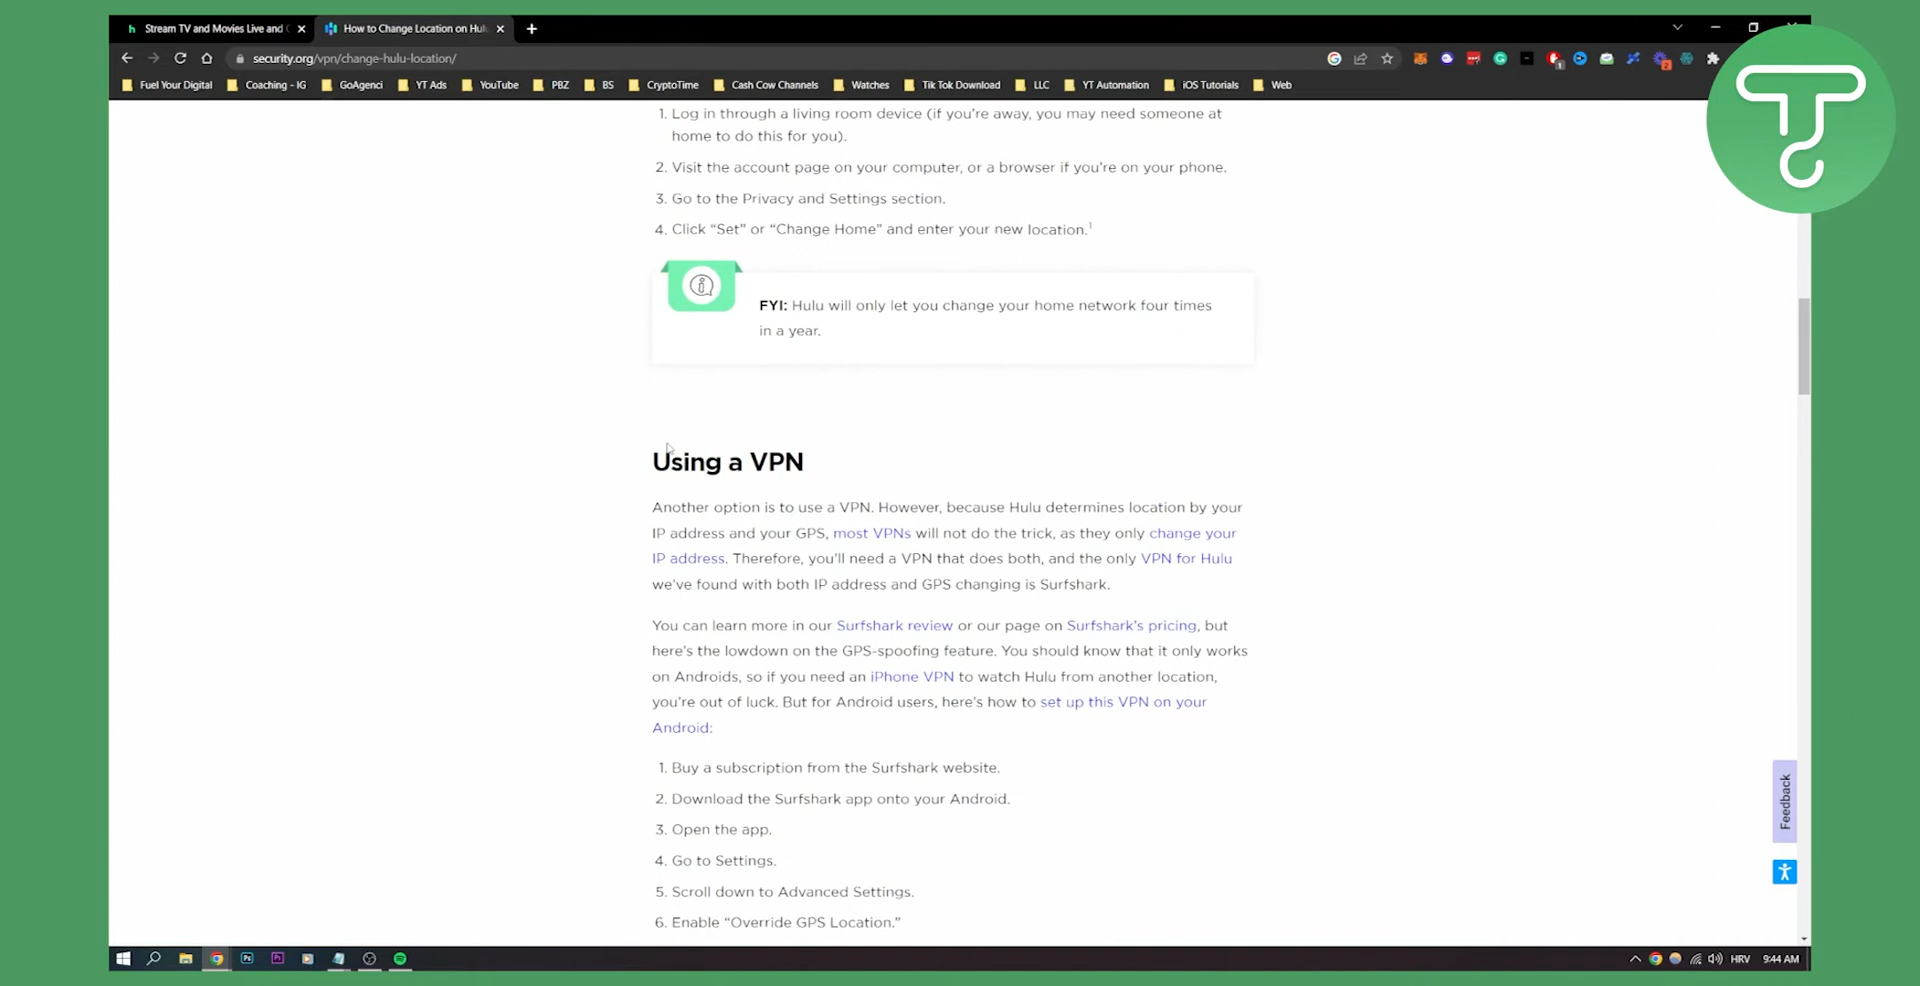 Stream TV and Movies Live and
How to Change Location on Hulu
security.org/vpn/change-hulu-location/
Fuel Your Digital
Coaching - IG
GoAgenci
YT Ads
YouTube
PBZ
BS
CryptoTime
Cash Cow Channels
Watches
Tik Tok Download
LLC
YT Automation
iOS Tutorials
Web
1. Log in through a living room device (if you're away, you may need someone at
home to do this for you).
2. Visit the account page on your computer, or a browser if you're on your phone.
3. Go to the Privacy and Settings section.
4. Click “Set” or “Change Home” and enter your new location.¹
FYI: Hulu will only let you change your home network four times
in a year.
Using a VPN
Another option is to use a VPN. However, because Hulu determines location by your
IP address and your GPS, most VPNs will not do the trick, as they only change your
IP address. Therefore, you'll need a VPN that does both, and the only VPN for Hulu
we've found with both IP address and GPS changing is Surfshark.
You can learn more in our Surfshark review or our page on Surfshark's pricing, but
here's the lowdown on the GPS-spoofing feature. You should know that it only works
on Androids, so if you need an iPhone VPN to watch Hulu from another location,
you're out of luck. But for Android users, here's how to set up this VPN on your
Android:
1. Buy a subscription from the Surfshark website.
2. Download the Surfshark app onto your Android.
3. Open the app.
4. Go to Settings.
5. Scroll down to Advanced Settings.
6. Enable “Override GPS Location.”
Feedback
HRV
9:44 AM